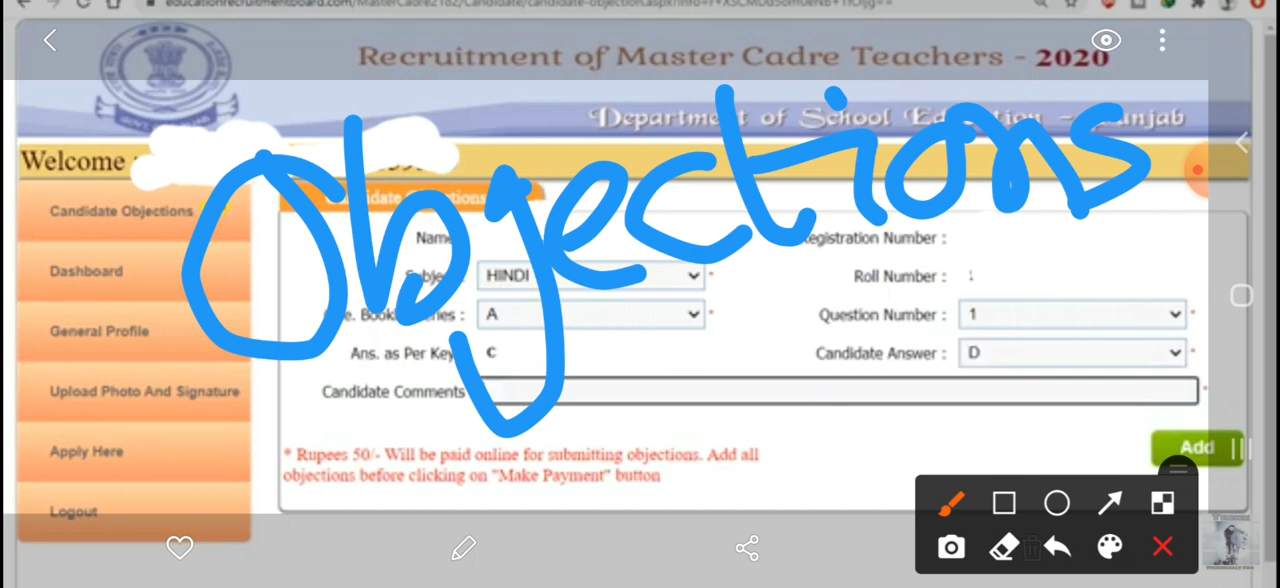 Recruitment of Master Cadre Teachers - 2020
Department of School
Welcome :
Objections
Candidate Objections
Dashboard
General Profile
Upload Photo And Signature
Apply Here
Logout
Name
Registration Number :
HINDI
Roll Number :
A
Question Number : 1
Ans. as Per Key C
Candidate Answer : D
Candidate Comments
* Rupees 50/- Will be paid online for submitting objections. Add all
objections before clicking on "Make Payment" button
Add